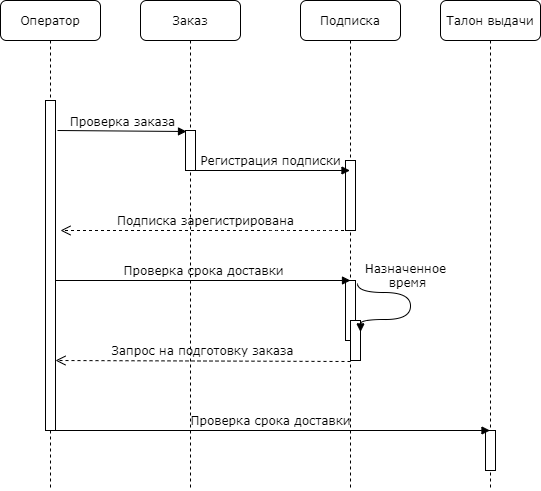 Оператор
Заказ
Подписка
Талон выдачи
Проверка заказа
Регистрация подписки
Подписка зарегистрирована
Проверка срока доставки
Назначенное
время
Запрос на подготовку заказа
Проверка срока доставки